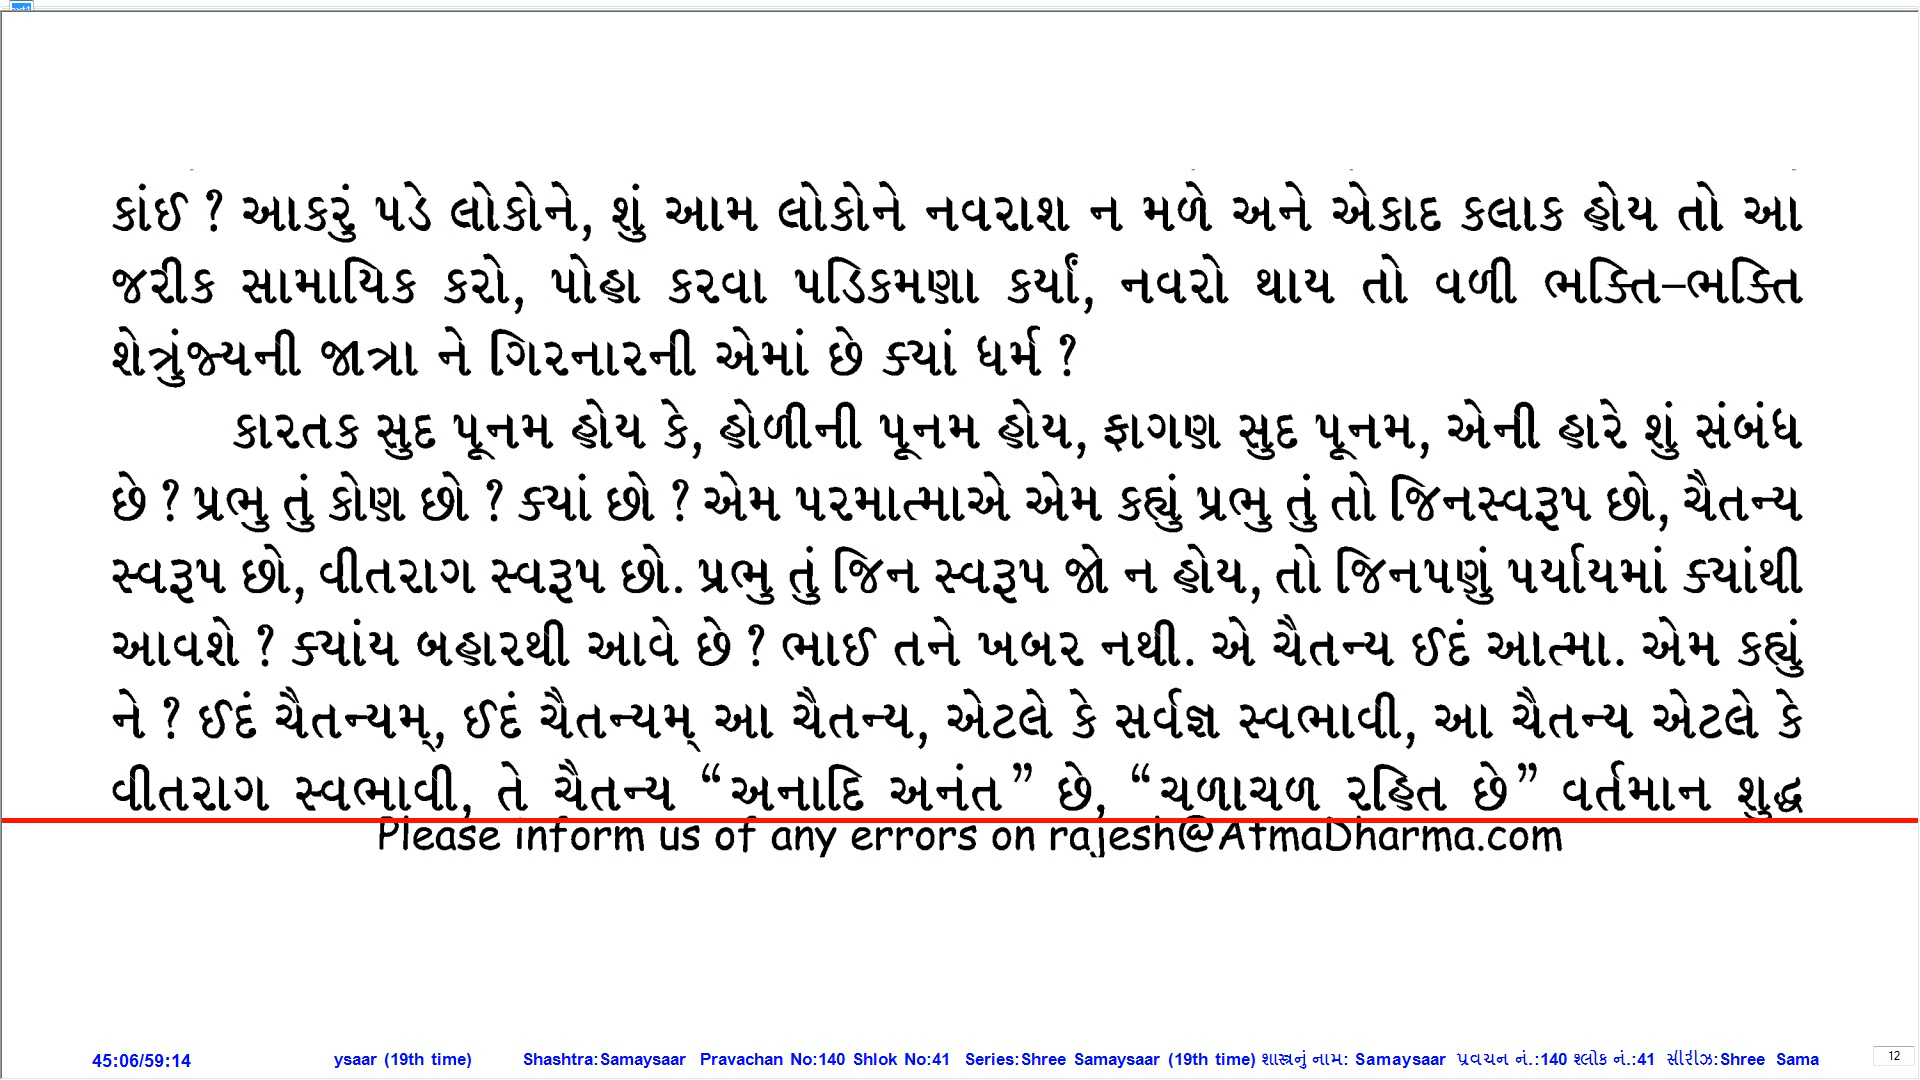 કાંઈ ? આકરું પડે લોકોને, શું આમ લોકોને નવરાશ ન મળે અને એકાદ કલાક હોય તો આ
જરીક સામાયિક કરો, પોહા કરવા પડિકમણા કર્યાં, નવરો થાય તો વળી ભક્તિ–ભક્તિ
શેત્રુંજ્યની જાત્રા ને ગિરનારની એમાં છે ક્યાં ધર્મ ?
કારતક સુદ પૂનમ હોય કે, હોળીની પૂનમ હોય, ફાગણ સુદ પૂનમ, એની હારે શું સંબંધ
છે ? પ્રભુ તું કોણ છો ? ક્યાં છો ? એમ પરમાત્માએ એમ કહ્યું પ્રભુ તું તો જિનસ્વરૂપ છો, ચૈતન્ય
સ્વરૂપ છો, વીતરાગ સ્વરૂપ છો. પ્રભુ તું જિન સ્વરૂપ જો ન હોય, તો જિનપણું પર્યાયમાં ક્યાંથી
આવશે ? ક્યાંય બહારથી આવે છે ? ભાઈ તને ખબર નથી. એ ચૈતન્ય ઈદં આત્મા. એમ કહ્યું
ને ? ઈદં ચૈતન્યમ્, ઈદં ચૈતન્યમ્ આ ચૈતન્ય, એટલે કે સર્વજ્ઞ સ્વભાવી, આ ચૈતન્ય એટલે કે
વીતરાગ સ્વભાવી, તે ચૈતન્ય “અનાદિ અનંત” છે, “ચળાચળ રહિત છે” વર્તમાન શુદ્ધ
Please inform us of any errors on rajesh@AtmaDharma.com
45:06/59:14 ysaar (19th time) Shashtra:Samaysaar Pravachan No:140 Shlok No:41 Series:Shree Samaysaar (19th time) શાસ્ત્રનું નામ: Samaysaar પ્રવચન નં.:140 શ્લોક નં.:41 સીરીઝ:Shree Sama 12